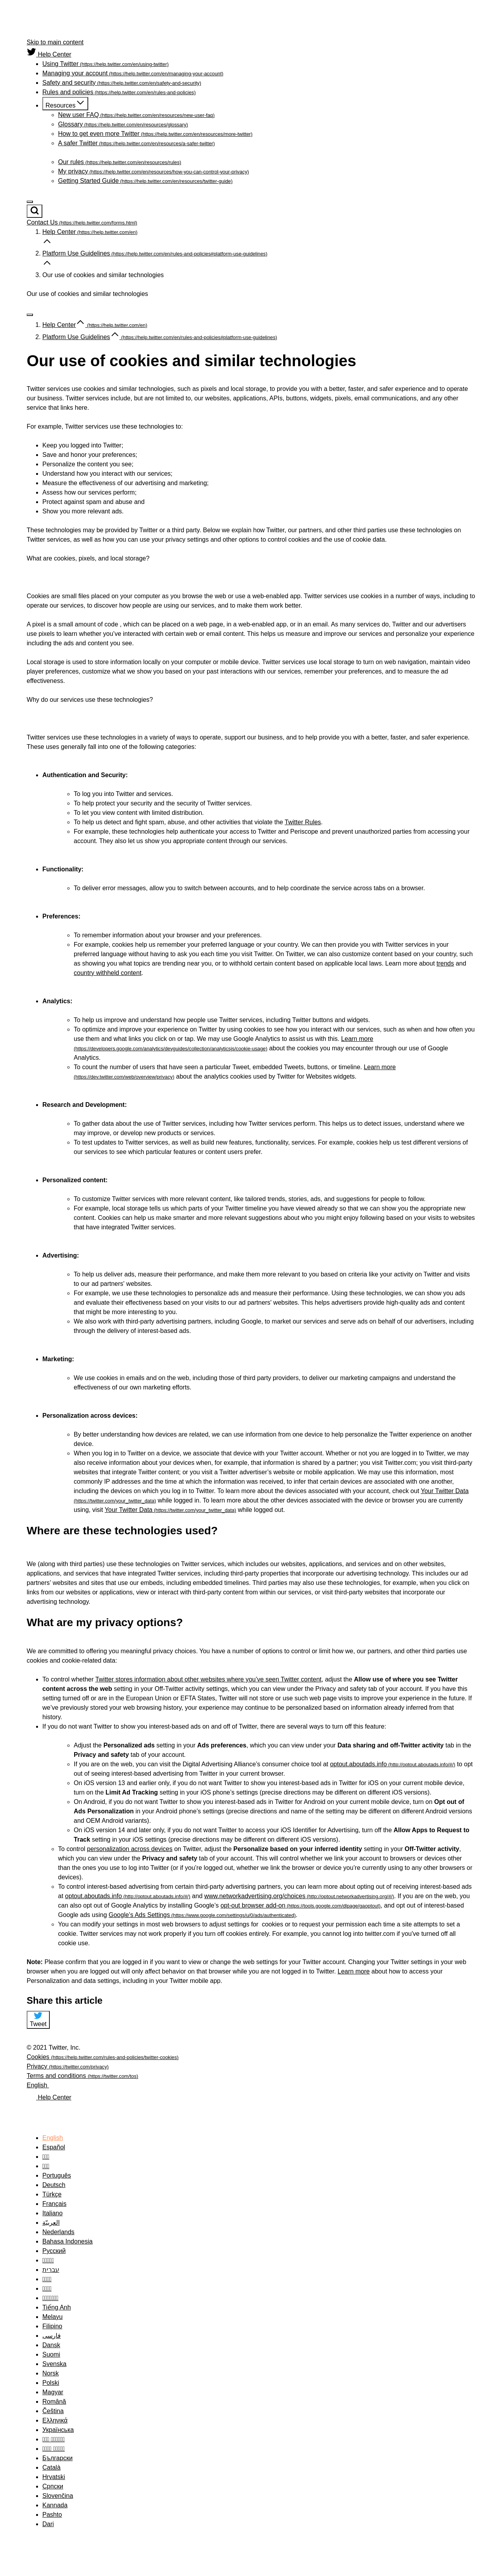 Skip to main content
Help Center
Using Twitter (https://help.twitter.com/en/using-twitter)
Managing your account (https://help.twitter.com/en/managing-your-account)
Safety and security (https://help.twitter.com/en/safety-and-security)
Rules and policies (https://help.twitter.com/en/rules-and-policies)
Resources
New user FAQ (https://help.twitter.com/en/resources/new-user-faq)
Glossary (https://help.twitter.com/en/resources/glossary)
How to get even more Twitter (https://help.twitter.com/en/resources/more-twitter)
A safer Twitter (https://help.twitter.com/en/resources/a-safer-twitter)
Our rules (https://help.twitter.com/en/resources/rules)
My privacy (https://help.twitter.com/en/resources/how-you-can-control-your-privacy)
Getting Started Guide (https://help.twitter.com/en/resources/twitter-guide)
Contact Us (https://help.twitter.com/forms.html)
1. Help Center (https://help.twitter.com/en)
2. Platform Use Guidelines (https://help.twitter.com/en/rules-and-policies#platform-use-guidelines)
3. Our use of cookies and similar technologies
Our use of cookies and similar technologies
1. Help Center (https://help.twitter.com/en)
2. Platform Use Guidelines (https://help.twitter.com/en/rules-and-policies#platform-use-guidelines)
Our use of cookies and similar technologies
Twitter services use cookies and similar technologies, such as pixels and local storage, to provide you with a better, faster, and safer experience and to operate
our business. Twitter services include, but are not limited to, our websites, applications, APIs, buttons, widgets, pixels, email communications, and any other
service that links here.
For example, Twitter services use these technologies to:
Keep you logged into Twitter;
Save and honor your preferences;
Personalize the content you see;
Understand how you interact with our services;
Measure the effectiveness of our advertising and marketing;
Assess how our services perform;
Protect against spam and abuse and
Show you more relevant ads.
These technologies may be provided by Twitter or a third party. Below we explain how Twitter, our partners, and other third parties use these technologies on
Twitter services, as well as how you can use your privacy settings and other options to control cookies and the use of cookie data.
What are cookies, pixels, and local storage?
Cookies are small files placed on your computer as you browse the web or use a web-enabled app. Twitter services use cookies in a number of ways, including to
operate our services, to discover how people are using our services, and to make them work better.
A pixel is a small amount of code , which can be placed on a web page, in a web-enabled app, or in an email. As many services do, Twitter and our advertisers
use pixels to learn whether you've interacted with certain web or email content. This helps us measure and improve our services and personalize your experience
including the ads and content you see.
Local storage is used to store information locally on your computer or mobile device. Twitter services use local storage to turn on web navigation, maintain video
player preferences, customize what we show you based on your past interactions with our services, remember your preferences, and to measure the ad
effectiveness.
Why do our services use these technologies?
Twitter services use these technologies in a variety of ways to operate, support our business, and to help provide you with a better, faster, and safer experience.
These uses generally fall into one of the following categories:
Authentication and Security:
To log you into Twitter and services.
To help protect your security and the security of Twitter services.
To let you view content with limited distribution.
To help us detect and fight spam, abuse, and other activities that violate the Twitter Rules.
For example, these technologies help authenticate your access to Twitter and Periscope and prevent unauthorized parties from accessing your
account. They also let us show you appropriate content through our services.
Functionality:
To deliver error messages, allow you to switch between accounts, and to help coordinate the service across tabs on a browser.
Preferences:
To remember information about your browser and your preferences.
For example, cookies help us remember your preferred language or your country. We can then provide you with Twitter services in your
preferred language without having to ask you each time you visit Twitter. On Twitter, we can also customize content based on your country, such
as showing you what topics are trending near you, or to withhold certain content based on applicable local laws. Learn more about trends and
country withheld content.
Analytics:
To help us improve and understand how people use Twitter services, including Twitter buttons and widgets.
To optimize and improve your experience on Twitter by using cookies to see how you interact with our services, such as when and how often you
use them and what links you click on or tap. We may use Google Analytics to assist us with this. Learn more
(https://developers.google.com/analytics/devguides/collection/analyticsjs/cookie-usage) about the cookies you may encounter through our use of Google
Analytics.
To count the number of users that have seen a particular Tweet, embedded Tweets, buttons, or timeline. Learn more
(https://dev.twitter.com/web/overview/privacy) about the analytics cookies used by Twitter for Websites widgets.
Research and Development:
To gather data about the use of Twitter services, including how Twitter services perform. This helps us to detect issues, understand where we
may improve, or develop new products or services.
To test updates to Twitter services, as well as build new features, functionality, services. For example, cookies help us test different versions of
our services to see which particular features or content users prefer.
Personalized content:
To customize Twitter services with more relevant content, like tailored trends, stories, ads, and suggestions for people to follow.
For example, local storage tells us which parts of your Twitter timeline you have viewed already so that we can show you the appropriate new
content. Cookies can help us make smarter and more relevant suggestions about who you might enjoy following based on your visits to websites
that have integrated Twitter services.
Advertising:
To help us deliver ads, measure their performance, and make them more relevant to you based on criteria like your activity on Twitter and visits
to our ad partners' websites.
For example, we use these technologies to personalize ads and measure their performance. Using these technologies, we can show you ads
and evaluate their effectiveness based on your visits to our ad partners' websites. This helps advertisers provide high-quality ads and content
that might be more interesting to you.
We also work with third-party advertising partners, including Google, to market our services and serve ads on behalf of our advertisers, including
through the delivery of interest-based ads.
Marketing:
We use cookies in emails and on the web, including those of third party providers, to deliver our marketing campaigns and understand the
effectiveness of our own marketing efforts.
Personalization across devices:
By better understanding how devices are related, we can use information from one device to help personalize the Twitter experience on another
device.
When you log in to Twitter on a device, we associate that device with your Twitter account. Whether or not you are logged in to Twitter, we may
also receive information about your devices when, for example, that information is shared by a partner; you visit Twitter.com; you visit third-party
websites that integrate Twitter content; or you visit a Twitter advertiser's website or mobile application. We may use this information, most
commonly IP addresses and the time at which the information was received, to infer that certain devices are associated with one another,
including the devices on which you log in to Twitter. To learn more about the devices associated with your account, check out Your Twitter Data
(https://twitter.com/your_twitter_data) while logged in. To learn more about the other devices associated with the device or browser you are currently
using, visit Your Twitter Data (https://twitter.com/your_twitter_data) while logged out.
Where are these technologies used?
We (along with third parties) use these technologies on Twitter services, which includes our websites, applications, and services and on other websites,
applications, and services that have integrated Twitter services, including third-party properties that incorporate our advertising technology. This includes our ad
partners' websites and sites that use our embeds, including embedded timelines. Third parties may also use these technologies, for example, when you click on
links from our websites or applications, view or interact with third-party content from within our services, or visit third-party websites that incorporate our
advertising technology.
What are my privacy options?
We are committed to offering you meaningful privacy choices. You have a number of options to control or limit how we, our partners, and other third parties use
cookies and cookie-related data:
To control whether Twitter stores information about other websites where you've seen Twitter content, adjust the Allow use of where you see Twitter
content across the web setting in your Off-Twitter activity settings, which you can view under the Privacy and safety tab of your account. If you have this
setting turned off or are in the European Union or EFTA States, Twitter will not store or use such web page visits to improve your experience in the future. If
we've previously stored your web browsing history, your experience may continue to be personalized based on information already inferred from that
history.
If you do not want Twitter to show you interest-based ads on and off of Twitter, there are several ways to turn off this feature:
Adjust the Personalized ads setting in your Ads preferences, which you can view under your Data sharing and off-Twitter activity tab in the
Privacy and safety tab of your account.
If you are on the web, you can visit the Digital Advertising Alliance's consumer choice tool at optout.aboutads.info (http://optout.aboutads.info/#/) to opt
out of seeing interest-based advertising from Twitter in your current browser.
On iOS version 13 and earlier only, if you do not want Twitter to show you interest-based ads in Twitter for iOS on your current mobile device,
turn on the Limit Ad Tracking setting in your iOS phone's settings (precise directions may be different on different iOS versions).
On Android, if you do not want Twitter to show you interest-based ads in Twitter for Android on your current mobile device, turn on Opt out of
Ads Personalization in your Android phone's settings (precise directions and name of the setting may be different on different Android versions
and OEM Android variants).
On iOS version 14 and later only, if you do not want Twitter to access your iOS Identifier for Advertising, turn off the Allow Apps to Request to
Track setting in your iOS settings (precise directions may be different on different iOS versions).
To control personalization across devices on Twitter, adjust the Personalize based on your inferred identity setting in your Off-Twitter activity,
which you can view under the Privacy and safety tab of your account. This will control whether we link your account to browsers or devices other
than the ones you use to log into Twitter (or if you're logged out, whether we link the browser or device you're currently using to any other browsers or
devices).
To control interest-based advertising from certain third-party advertising partners, you can learn more about opting out of receiving interest-based ads
at optout.aboutads.info (http://optout.aboutads.info/#/) and www.networkadvertising.org/choices (http://optout.networkadvertising.org/#/). If you are on the web, you
can also opt out of Google Analytics by installing Google's opt-out browser add-on (https://tools.google.com/dlpage/gaoptout), and opt out of interest-based
Google ads using Google's Ads Settings (https://www.google.com/settings/u/0/ads/authenticated).
You can modify your settings in most web browsers to adjust settings for cookies or to request your permission each time a site attempts to set a
cookie. Twitter services may not work properly if you turn off cookies entirely. For example, you cannot log into twitter.com if you've turned off all
cookie use.
Note: Please confirm that you are logged in if you want to view or change the web settings for your Twitter account. Changing your Twitter settings in your web
browser when you are logged out will only affect behavior on that browser while you are not logged in to Twitter. Learn more about how to access your
Personalization and data settings, including in your Twitter mobile app.
Share this article
Tweet
© 2021 Twitter, Inc.
Cookies (https://help.twitter.com/rules-and-policies/twitter-cookies)
Privacy (https://twitter.com/privacy)
Terms and conditions (https://twitter.com/tos)
English
Help Center
English
Español
Português
Deutsch
Türkçe
Français
Italiano
العربيّة
Nederlands
Bahasa Indonesia
Русский
עברית
Tiếng Anh
Melayu
Filipino
فارسی
Dansk
Suomi
Svenska
Norsk
Polski
Magyar
Română
Čeština
Ελληνικά
Українська
Български
Català
Hrvatski
Српски
Slovenčina
Kannada
Pashto
Dari